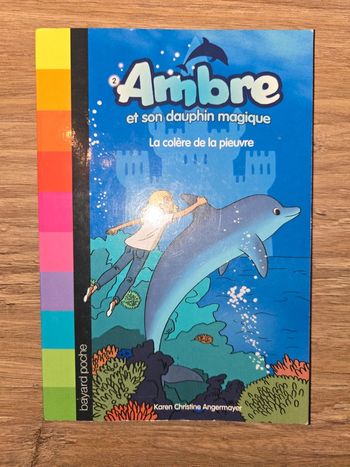 2
Ambre
et son dauphin magique
La colère de la pieuvre
bayard poche
Karen Christine Angermayer